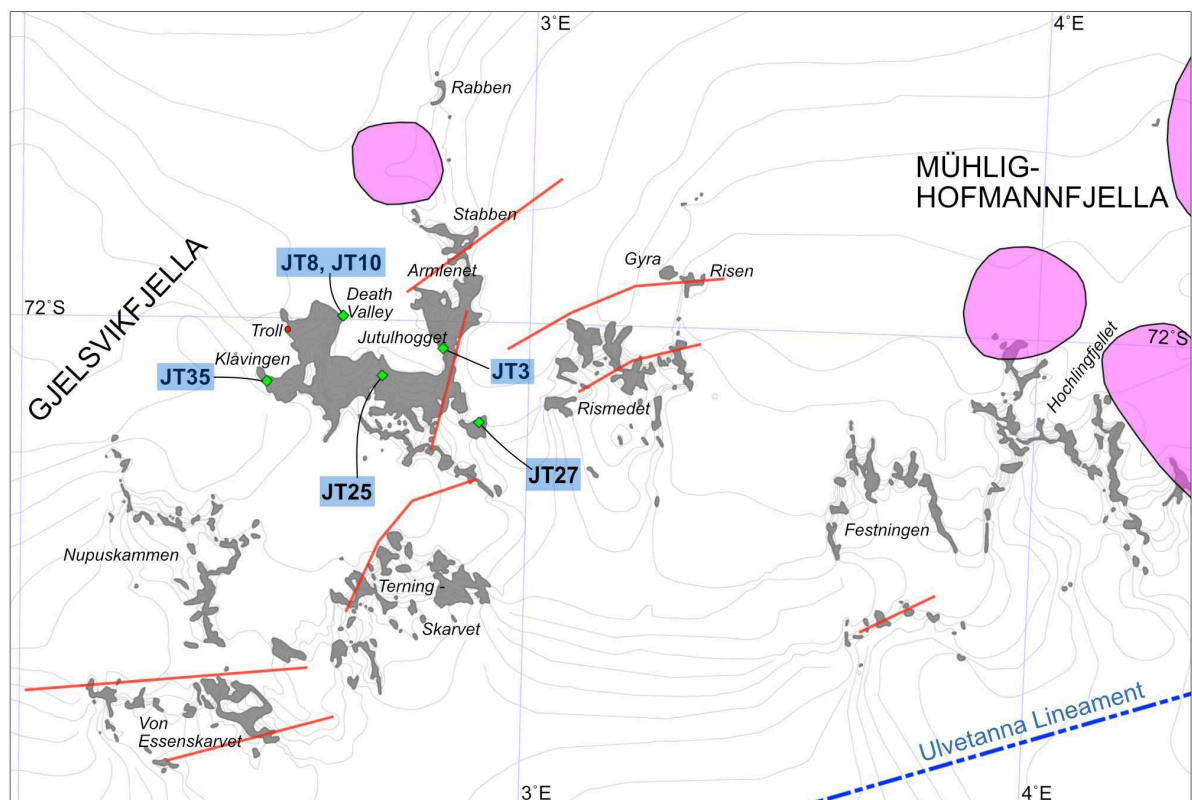 3°E
4°E
Rabben
MÜHLIG-
HOFMANNFJELLA
Stabben
GJELSVIKFJELLA
JT8, JT10
Armlenet
Gyra
Risen
Death
Valley
72°S
Troll
Jutulhogget
72°S
Klåvingen
JT35
JT3
Hochlingfjellet
Rismedet
JT25
JT27
Festningen
Nupuskammen
Terning -
Skarvet
Von
Essenskarvet
Ulvetanna Lineament
3°E
4°E